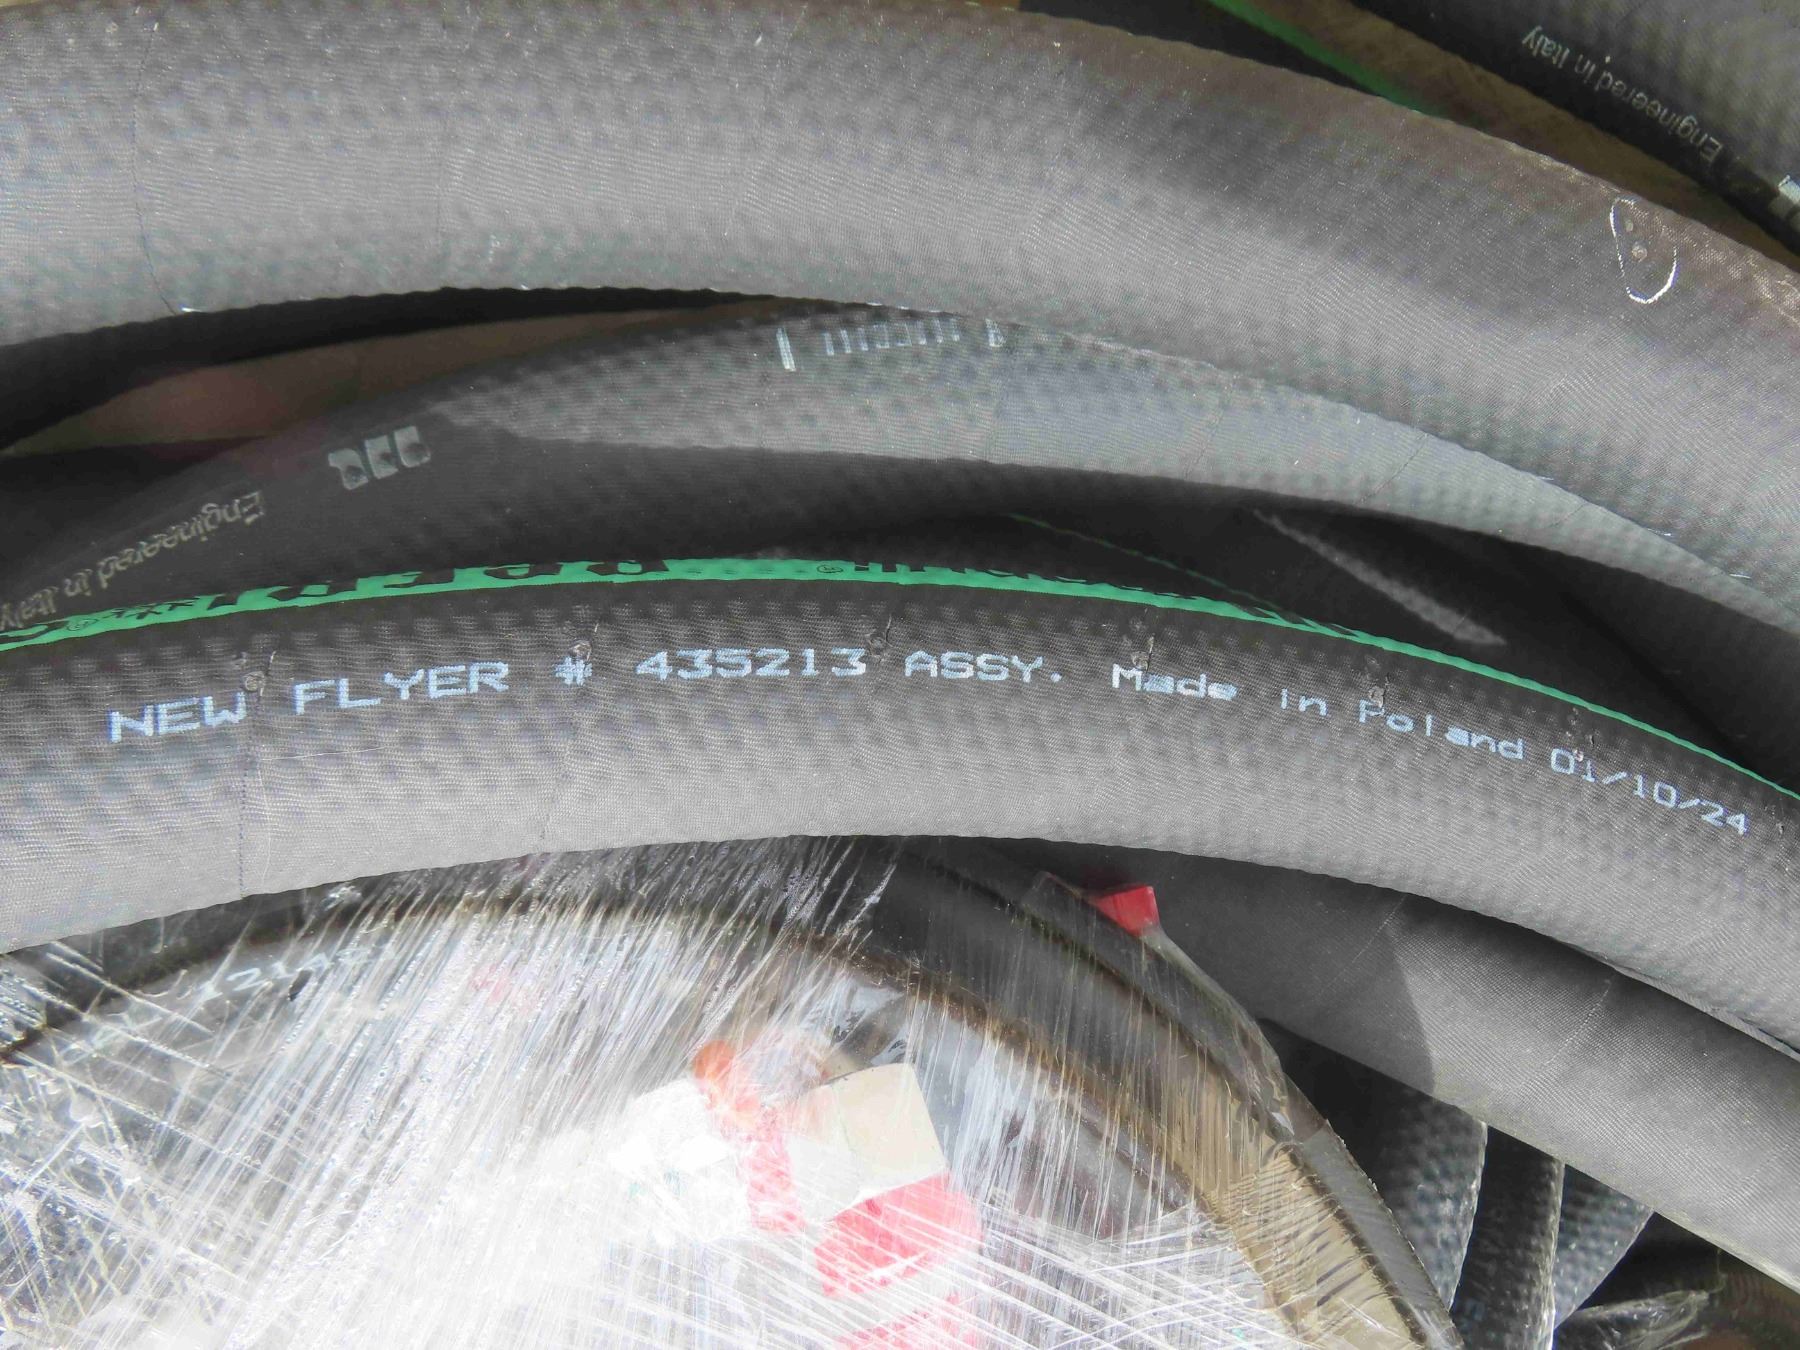 Engineered in Italy
Engineered in Italy
NEW FLYER # 435213 ASSY. Made in Poland 01/10/24